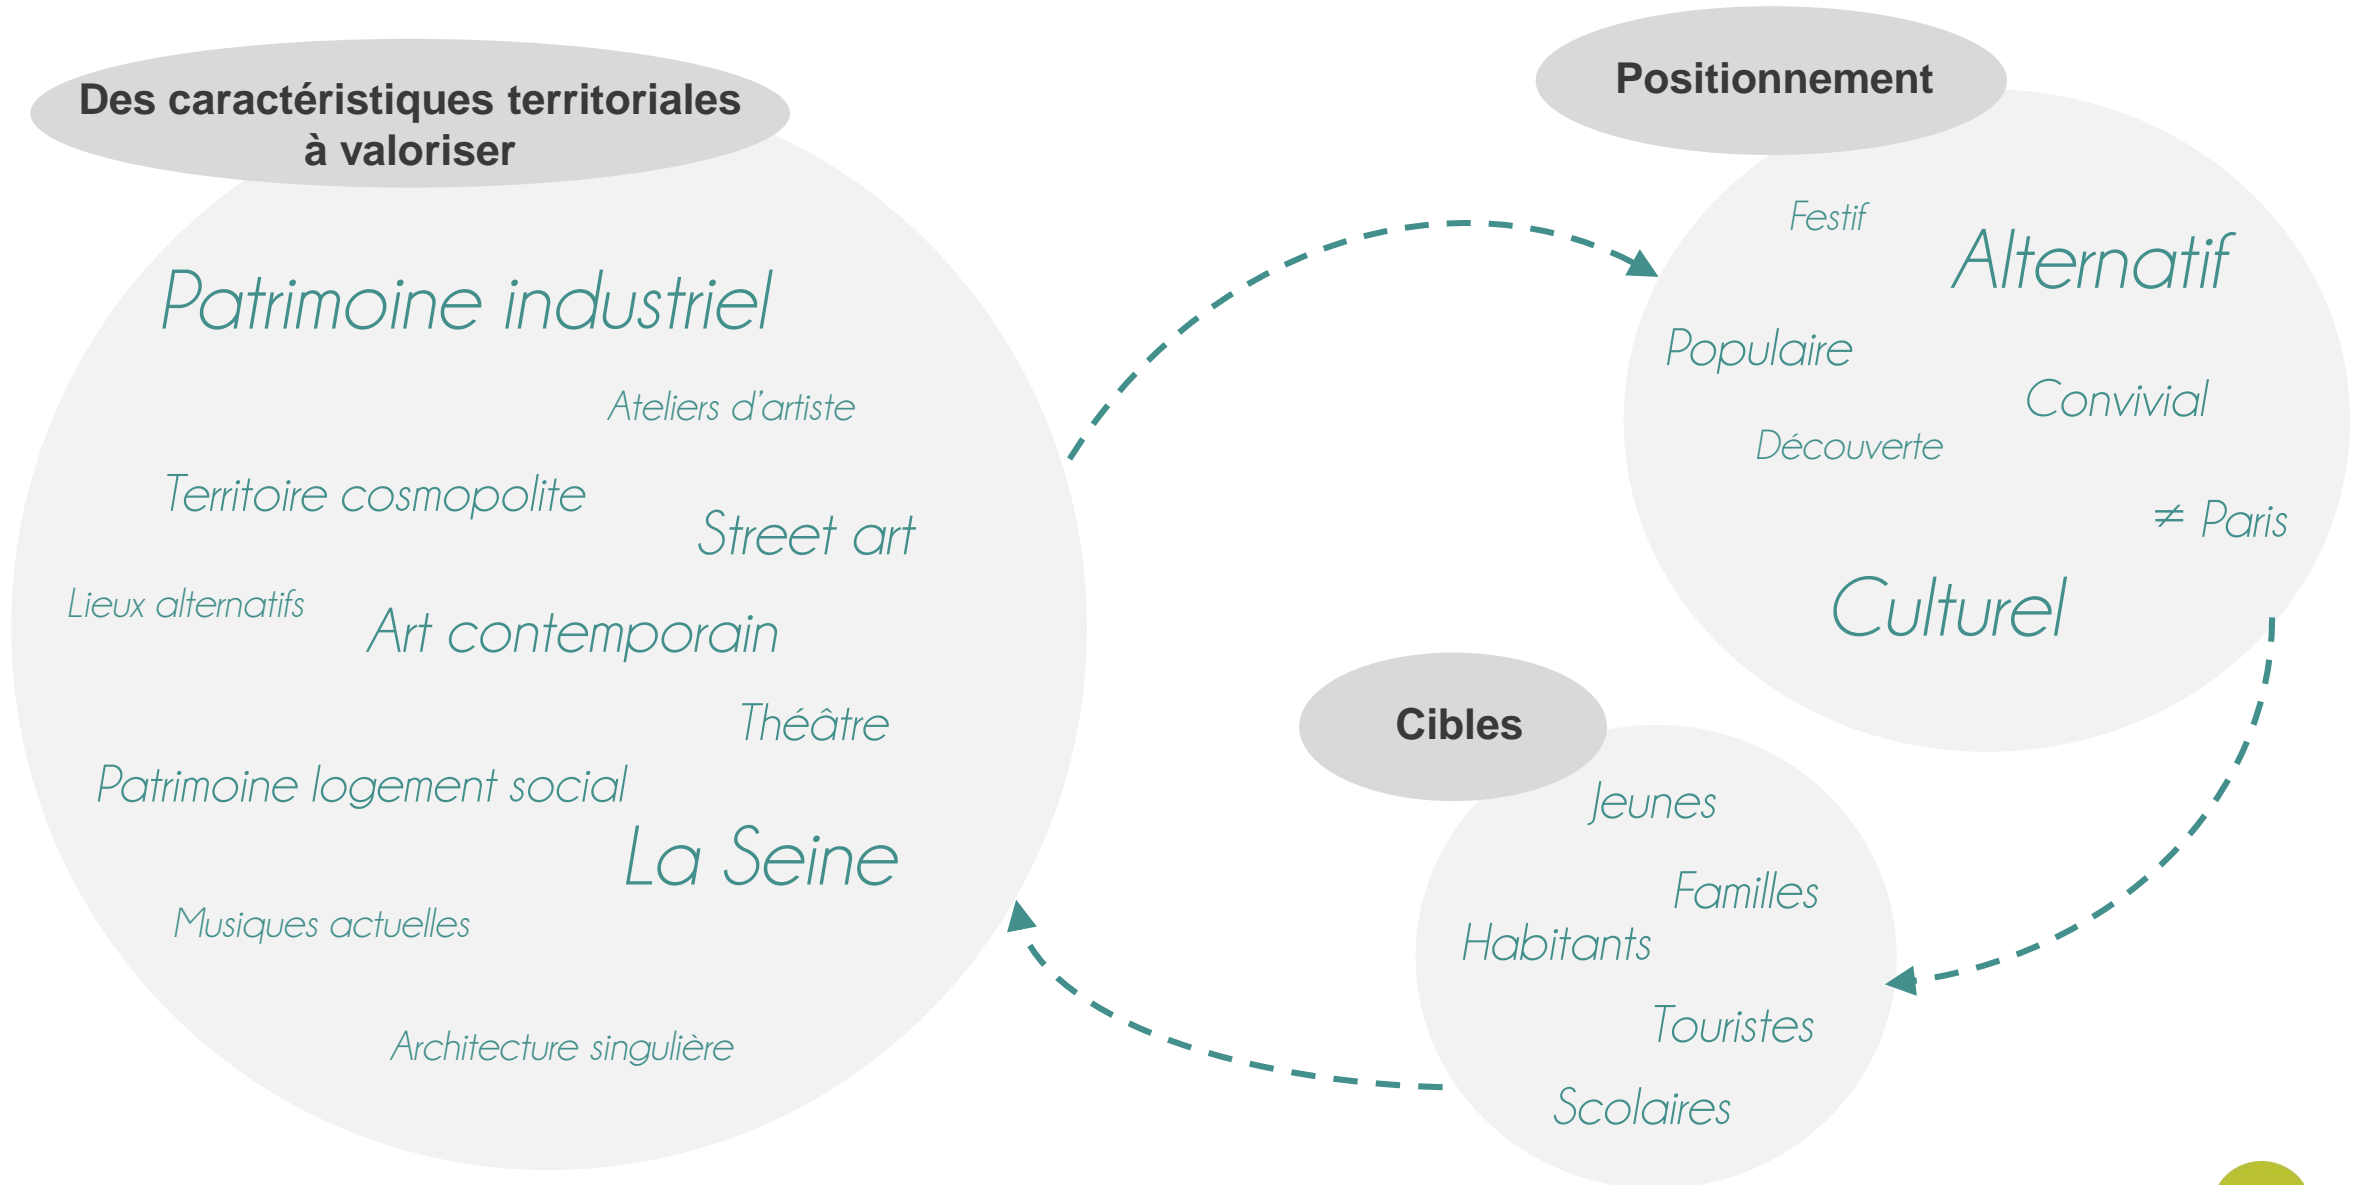 Des caractéristiques territoriales
à valoriser
Patrimoine industriel
Ateliers d’artiste
Territoire cosmopolite
Street art
Lieux alternatifs
Art contemporain
Théâtre
Patrimoine logement social
La Seine
Musiques actuelles
Architecture singulière
Positionnement
Festif
Alternatif
Populaire
Convivial
Découverte
≠ Paris
Culturel
Cibles
Jeunes
Familles
Habitants
Touristes
Scolaires